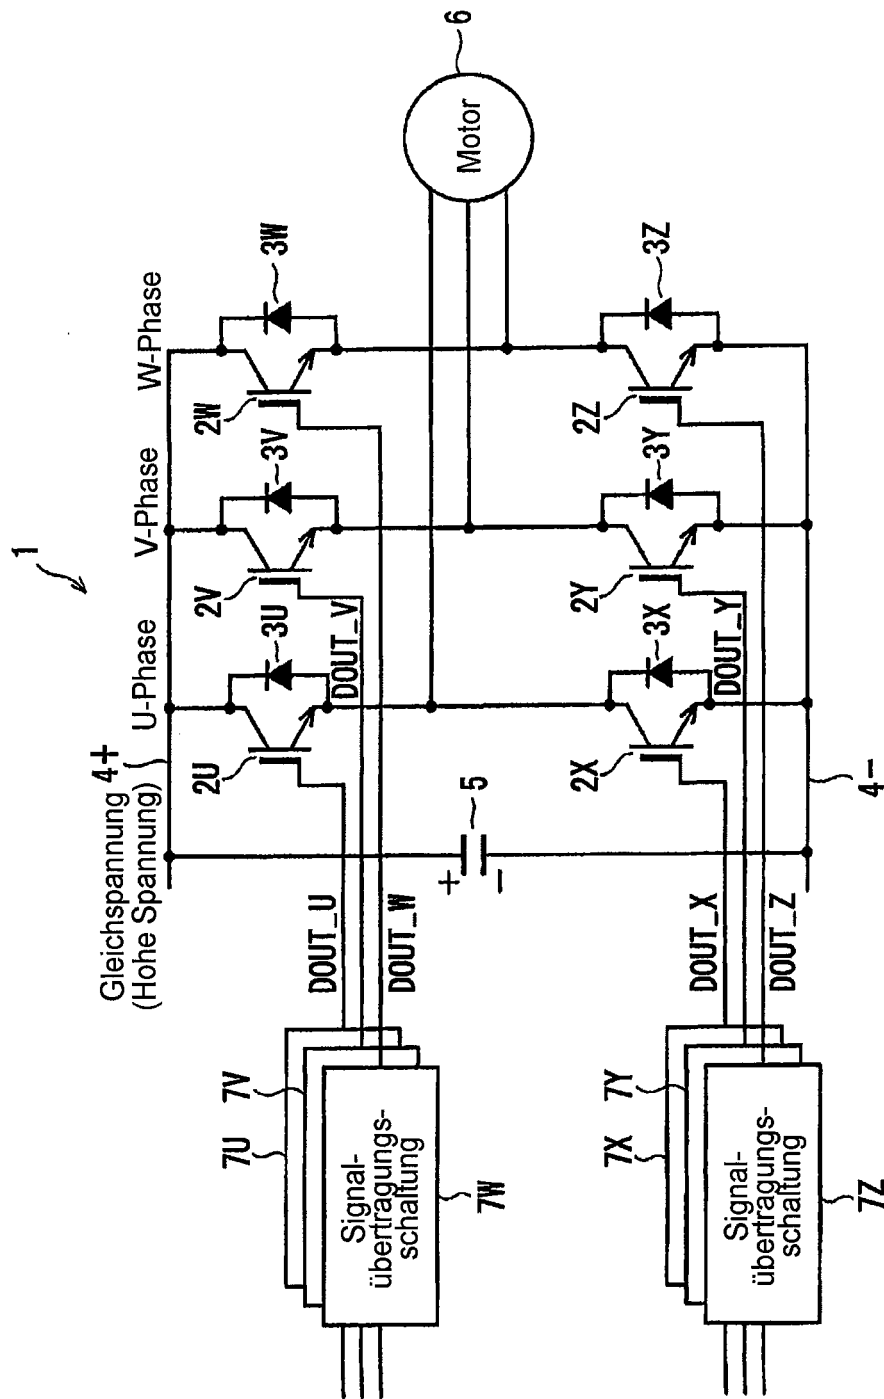 1
Gleichspannung 4+
(Hohe Spannung)
U-Phase
V-Phase
W-Phase
2U
3U
2V
3V
2W
3W
DOUT_U
DOUT_V
DOUT_W
7U
7V
Signal-
übertragungs-
schaltung
7W
5
+
−
Motor
6
2X
3X
2Y
3Y
2Z
3Z
DOUT_X
DOUT_Y
DOUT_Z
7X
7Y
Signal-
übertragungs-
schaltung
7Z
4−